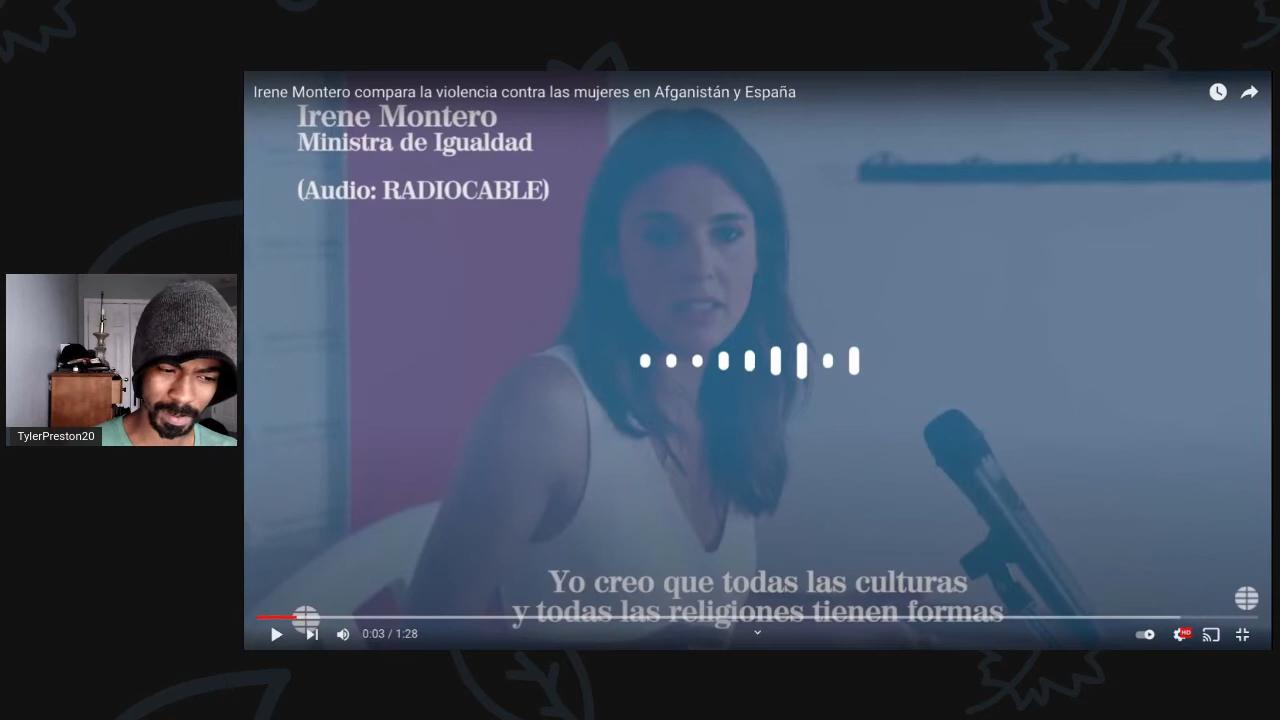 Irene Montero compara la violencia contra las mujeres en Afganistán y España
Irene Montero
Ministra de Igualdad
(Audio: RADIOCABLE)
TylerPreston20
Yo creo que todas las culturas
y todas las religiones tienen formas
0:03 / 1:28
HD